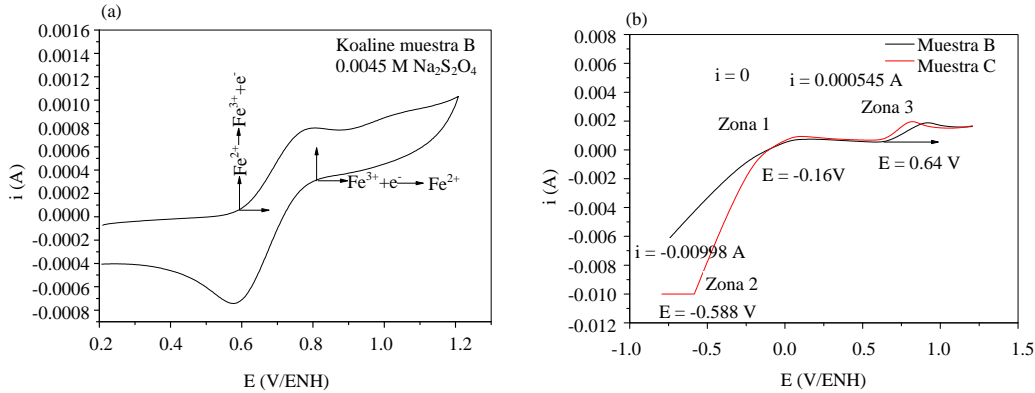 (a)
0.0016
0.0014
0.0012
0.0010
0.0008
0.0006
0.0004
0.0002
0.0000
-0.0002
-0.0004
-0.0006
-0.0008
i (A)
Koaline muestra B
0.0045 M Na₂S₂O₄
Fe²⁺ Fe³⁺+e⁻
Fe³⁺+e⁻ Fe²⁺
0.2 0.4 0.6 0.8 1.0 1.2
E (V/ENH)
(b)
0.008
0.006
0.004
0.002
0.000
-0.002
-0.004
-0.006
-0.008
-0.010
-0.012
i (A)
Muestra B
Muestra C
i = 0
i = 0.000545 A
Zona 1
Zona 3
E = -0.16V
E = 0.64 V
i = -0.00998 A
Zona 2
E = -0.588 V
-1.0 -0.5 0.0 0.5 1.0 1.5
E (V/ENH)